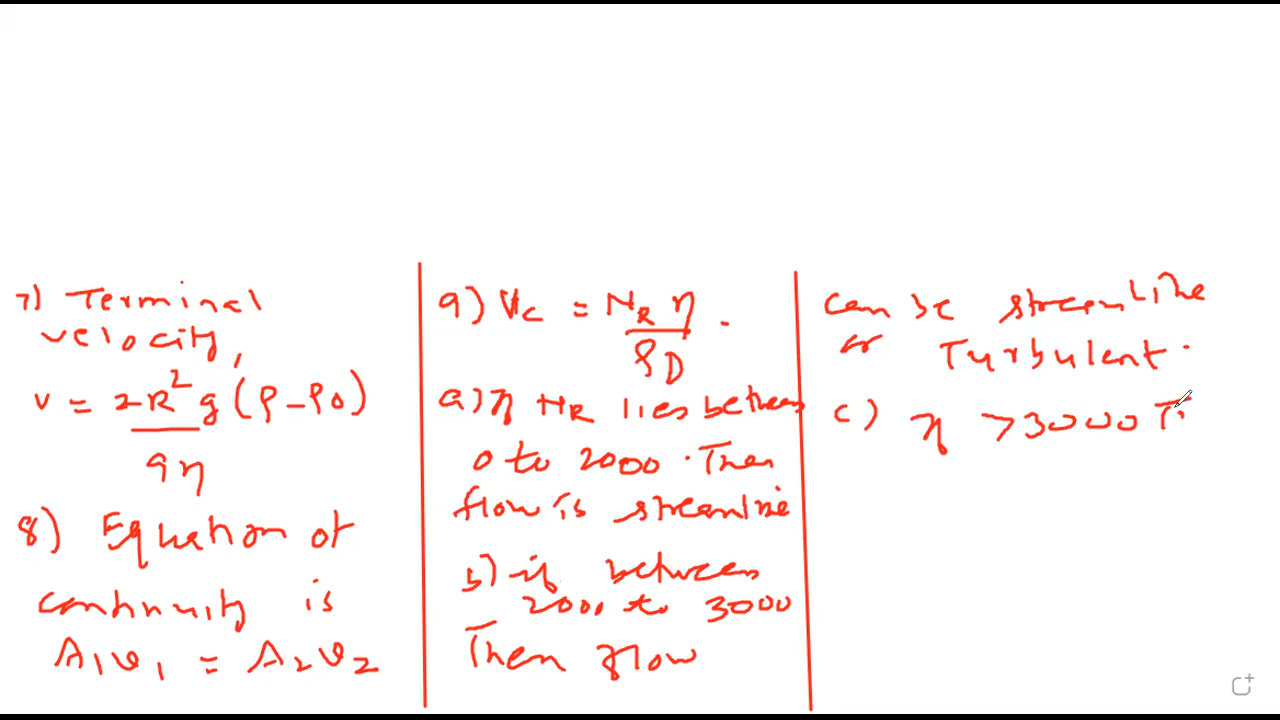 7) Terminal
velocity,
v = 2R²g(ρ-ρ0)
9η
8) Equation of
continuity is
A₁v₁ = A₂v₂
9) Vc = NR η .
ρD
a) η NR lies between
0 to 2000 . Then
flow is streamline
b) if between
2000 to 3000
Then flow
can be streamline
or Turbulent .
c) η >3000 T